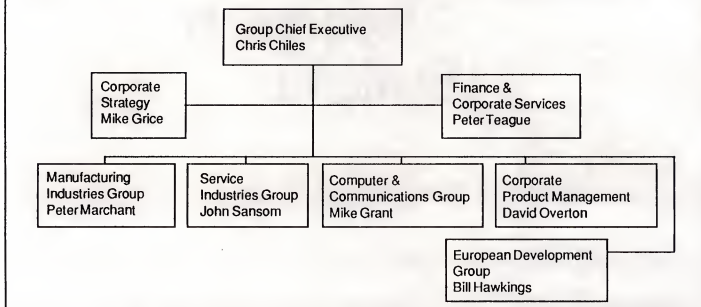 Group Chief Executive
Chris Chiles
Corporate
Strategy
Mike Grice
Finance &
Corporate Services
Peter Teague
Manufacturing
Industries Group
Peter Marchant
Service
Industries Group
John Sansom
Computer &
Communications Group
Mike Grant
Corporate
Product Management
David Overton
European Development
Group
Bill Hawkings